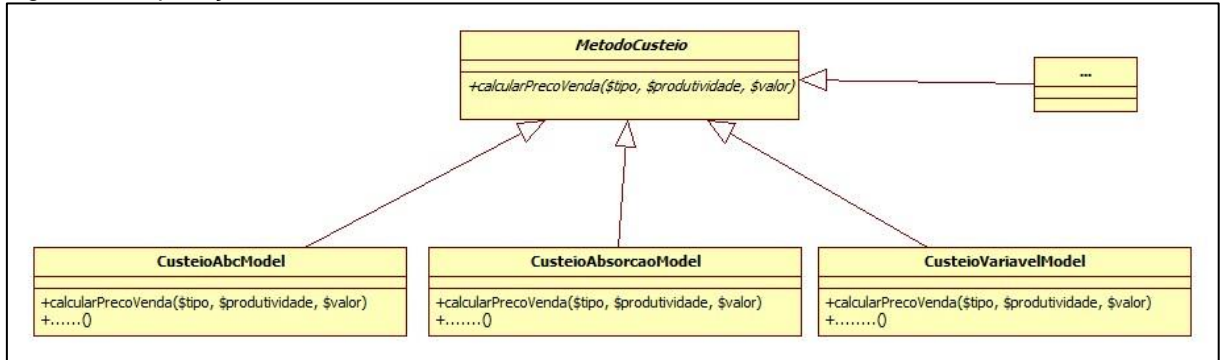 MetodoCusteio
+calcularPrecoVenda($tipo, $produtividade, $valor)
...
CusteioAbcModel
+calcularPrecoVenda($tipo, $produtividade, $valor)
+......()
CusteioAbsorcaoModel
+calcularPrecoVenda($tipo, $produtividade, $valor)
+.......()
CusteioVariavelModel
+calcularPrecoVenda($tipo, $produtividade, $valor)
+........()